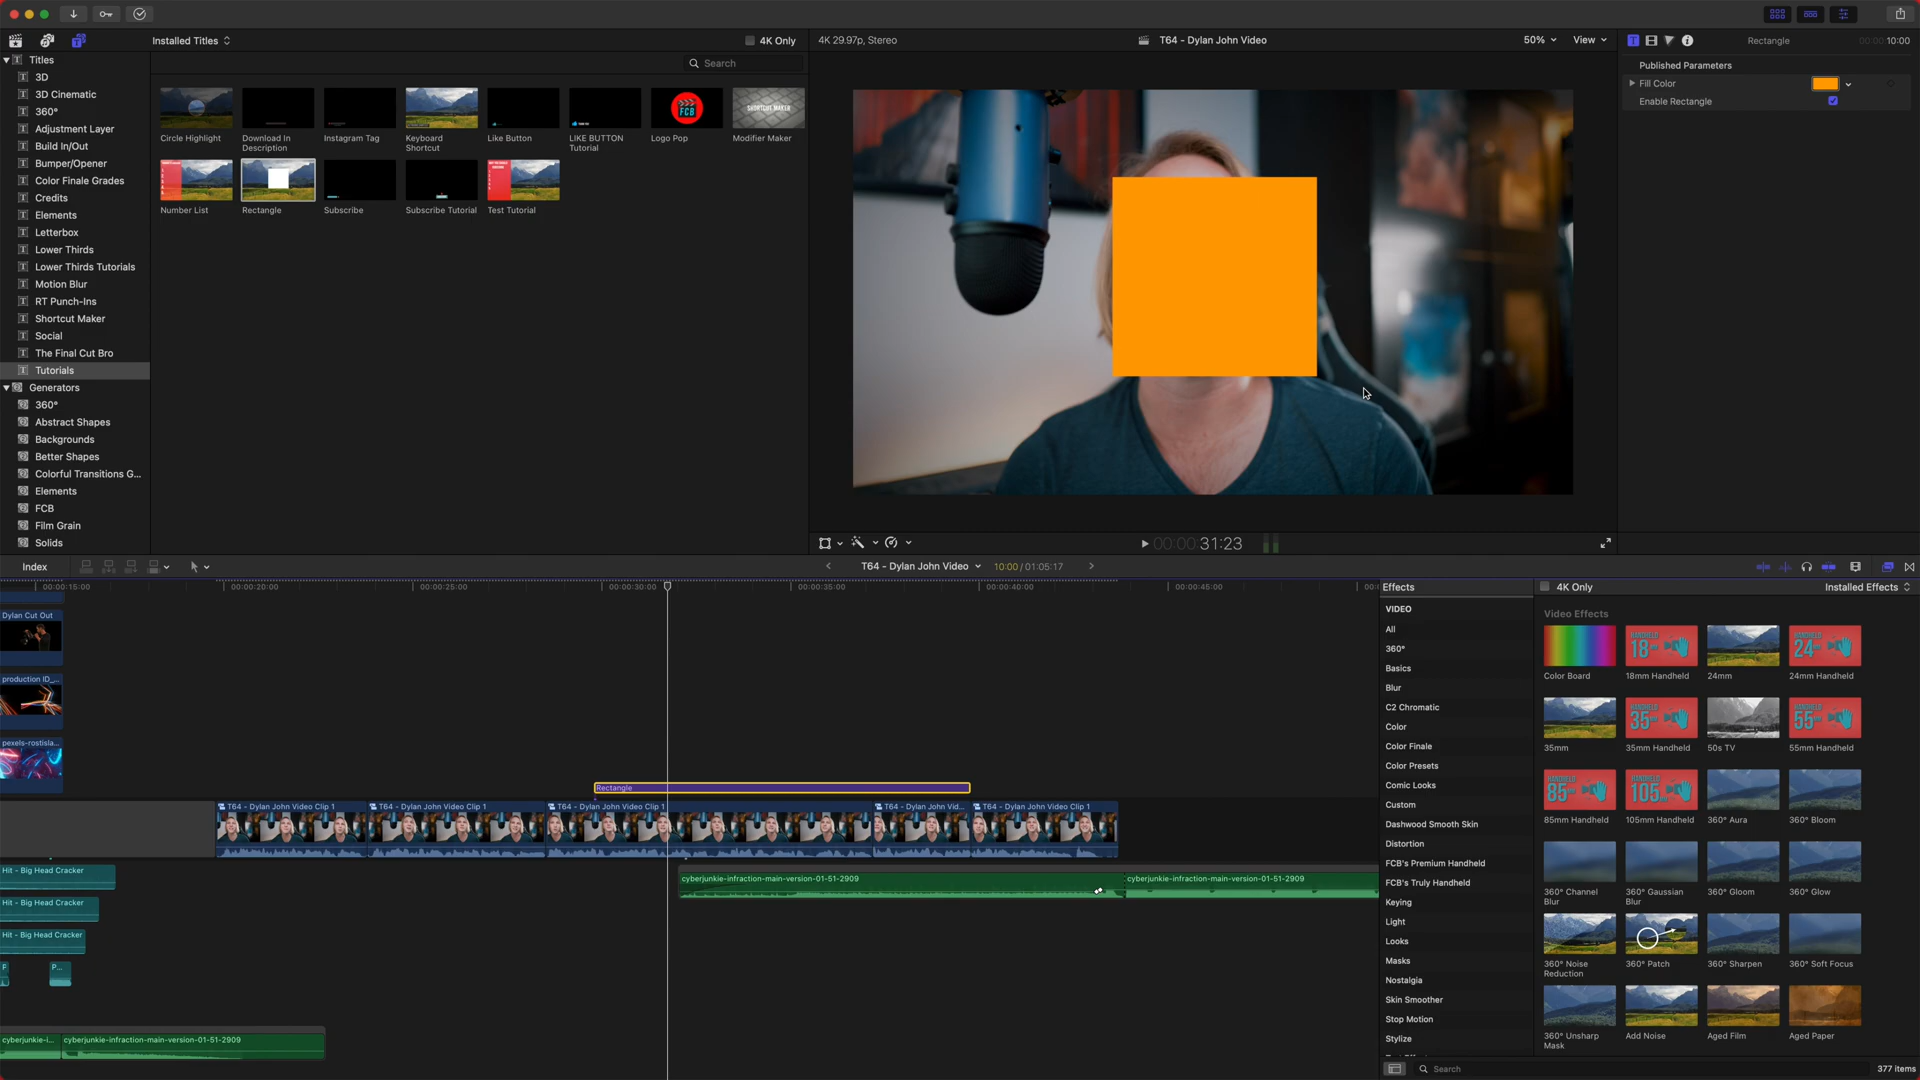 Installed Titles
4K Only
4K 29.97p, Stereo
T64 - Dylan John Video
50%
View
Rectangle
00:00:10:00
Titles
3D
3D Cinematic
360°
Adjustment Layer
Build In/Out
Bumper/Opener
Color Finale Grades
Credits
Elements
Letterbox
Lower Thirds
Lower Thirds Tutorials
Motion Blur
RT Punch-Ins
Shortcut Maker
Social
The Final Cut Bro
Tutorials
Generators
360°
Abstract Shapes
Backgrounds
Better Shapes
Colorful Transitions G...
Elements
FCB
Film Grain
Solids
Search
SHORTCUT MAKER
FCB
Circle Highlight
Download In Description
Instagram Tag
Keyboard Shortcut
Like Button
LIKE BUTTON Tutorial
Logo Pop
Modifier Maker
Number List
Rectangle
Subscribe
Subscribe Tutorial
Test Tutorial
Published Parameters
Fill Color
Enable Rectangle
00:00:31:23
Index
T64 - Dylan John Video
10:00 / 01:05:17
00:00:15:00
00:00:20:00
00:00:25:00
00:00:30:00
00:00:35:00
00:00:40:00
00:00:45:00
Dylan Cut Out
production ID_...
pexels-rostisla...
Rectangle
T64 - Dylan John Video Clip 1
T64 - Dylan John Video Clip 1
T64 - Dylan John Video Clip 1
T64 - Dylan John Vid...
T64 - Dylan John Video Clip 1
Hit - Big Head Cracker
Hit - Big Head Cracker
Hit - Big Head Cracker
F
P...
cyberjunkie-infraction-main-version-01-51-2909
cyberjunkie-infraction-main-version-01-51-2909
cyberjunkie-i...
cyberjunkie-infraction-main-version-01-51-2909
Effects
4K Only
Installed Effects
VIDEO
All
360°
Basics
Blur
C2 Chromatic
Color
Color Finale
Color Presets
Comic Looks
Custom
Dashwood Smooth Skin
Distortion
FCB's Premium Handheld
FCB's Truly Handheld
Keying
Light
Looks
Masks
Nostalgia
Skin Smoother
Stop Motion
Stylize
Video Effects
HANDHELD
18
HANDHELD
24
Color Board
18mm Handheld
24mm
24mm Handheld
HANDHELD
35
HANDHELD
55
35mm
35mm Handheld
50s TV
55mm Handheld
HANDHELD
85
HANDHELD
105
85mm Handheld
105mm Handheld
360° Aura
360° Bloom
360° Channel Blur
360° Gaussian Blur
360° Gloom
360° Glow
360° Noise Reduction
360° Patch
360° Sharpen
360° Soft Focus
360° Unsharp Mask
Add Noise
Aged Film
Aged Paper
Search
377 items